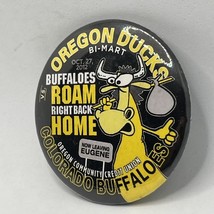 OREGON DUCKS
BI-MART
OCT. 27,
2012
VS.
BUFFALOES
ROAM
RIGHT BACK
HOME
NOW LEAVING
EUGENE
OREGON COMMUNITY CREDIT UNION
COLORADO BUFFALOES